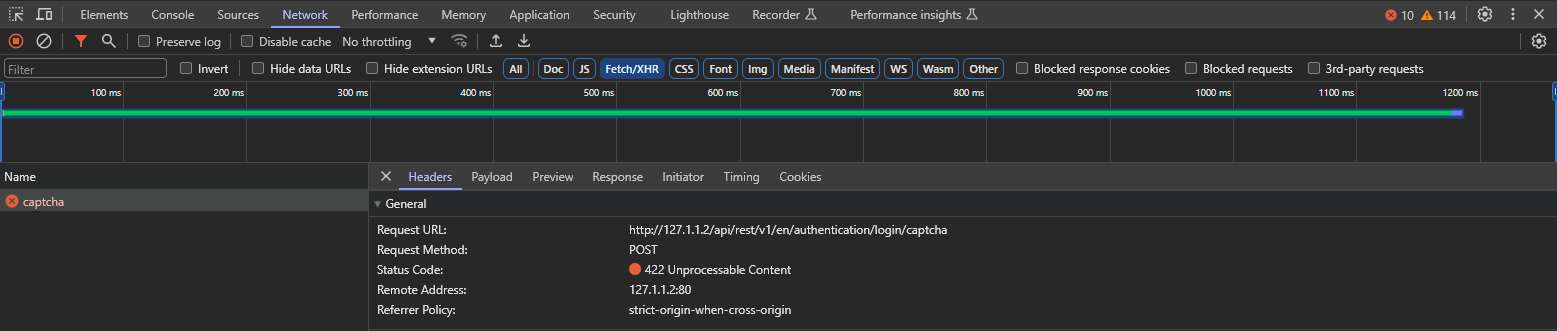 Elements Console Sources Network Performance Memory Application Security Lighthouse Recorder Performance insights 10 114
Preserve log Disable cache No throttling
Filter Invert Hide data URLs Hide extension URLs All Doc JS Fetch/XHR CSS Font Img Media Manifest WS Wasm Other Blocked response cookies Blocked requests 3rd-party requests
100 ms 200 ms 300 ms 400 ms 500 ms 600 ms 700 ms 800 ms 900 ms 1000 ms 1100 ms 1200 ms
Name Headers Payload Preview Response Initiator Timing Cookies
captcha General
Request URL: http://127.1.1.2/api/rest/v1/en/authentication/login/captcha
Request Method: POST
Status Code: 422 Unprocessable Content
Remote Address: 127.1.1.2:80
Referrer Policy: strict-origin-when-cross-origin